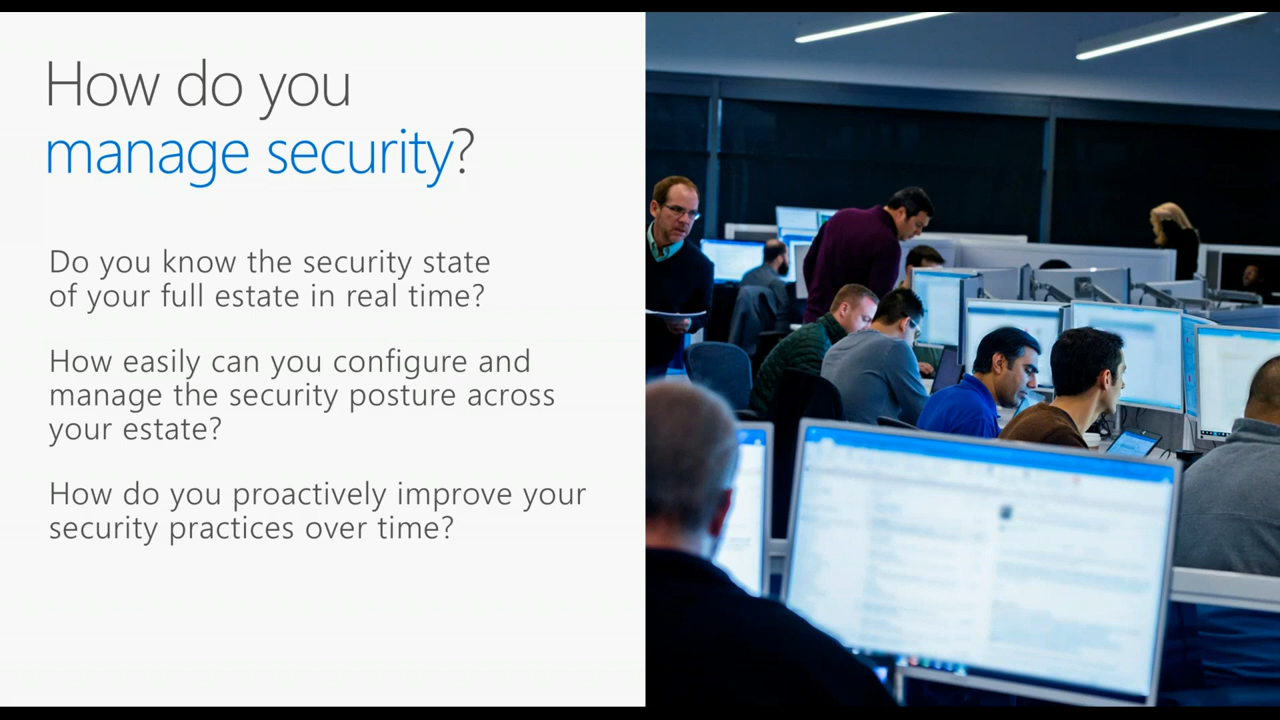 How do you
manage security?
Do you know the security state
of your full estate in real time?
How easily can you configure and
manage the security posture across
your estate?
How do you proactively improve your
security practices over time?